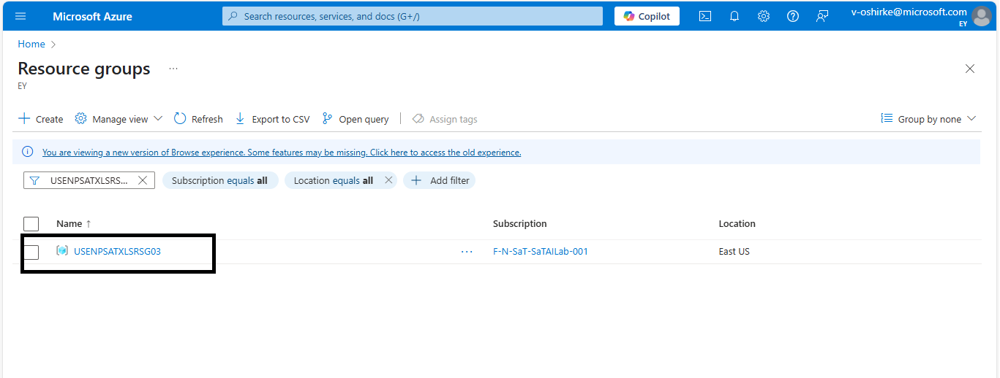 Microsoft Azure
Search resources, services, and docs (G+/)
Copilot
v-oshirke@microsoft.com
EY
Home
Resource groups
EY
Create
Manage view
Refresh
Export to CSV
Open query
Assign tags
Group by none
You are viewing a new version of Browse experience. Some features may be missing. Click here to access the old experience.
USENPSATXLSRS...
Subscription equals all
Location equals all
Add filter
Name ↑
Subscription
Location
USENPSATXLSRSG03
F-N-SaT-SaTAILab-001
East US